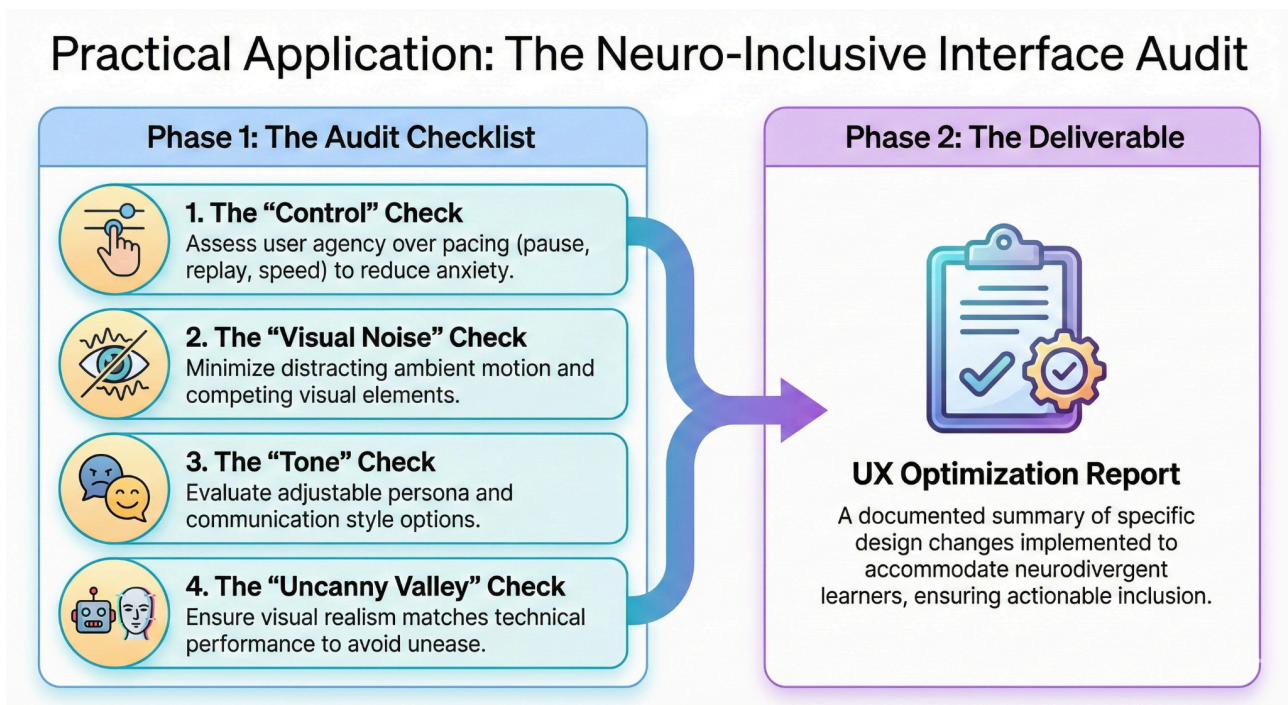 Practical Application: The Neuro-Inclusive Interface Audit
Phase 1: The Audit Checklist
1. The “Control” Check
Assess user agency over pacing (pause,
replay, speed) to reduce anxiety.
2. The “Visual Noise” Check
Minimize distracting ambient motion and
competing visual elements.
3. The “Tone” Check
Evaluate adjustable persona and
communication style options.
4. The “Uncanny Valley” Check
Ensure visual realism matches technical
performance to avoid unease.
Phase 2: The Deliverable
UX Optimization Report
A documented summary of specific
design changes implemented to
accommodate neurodivergent
learners, ensuring actionable inclusion.